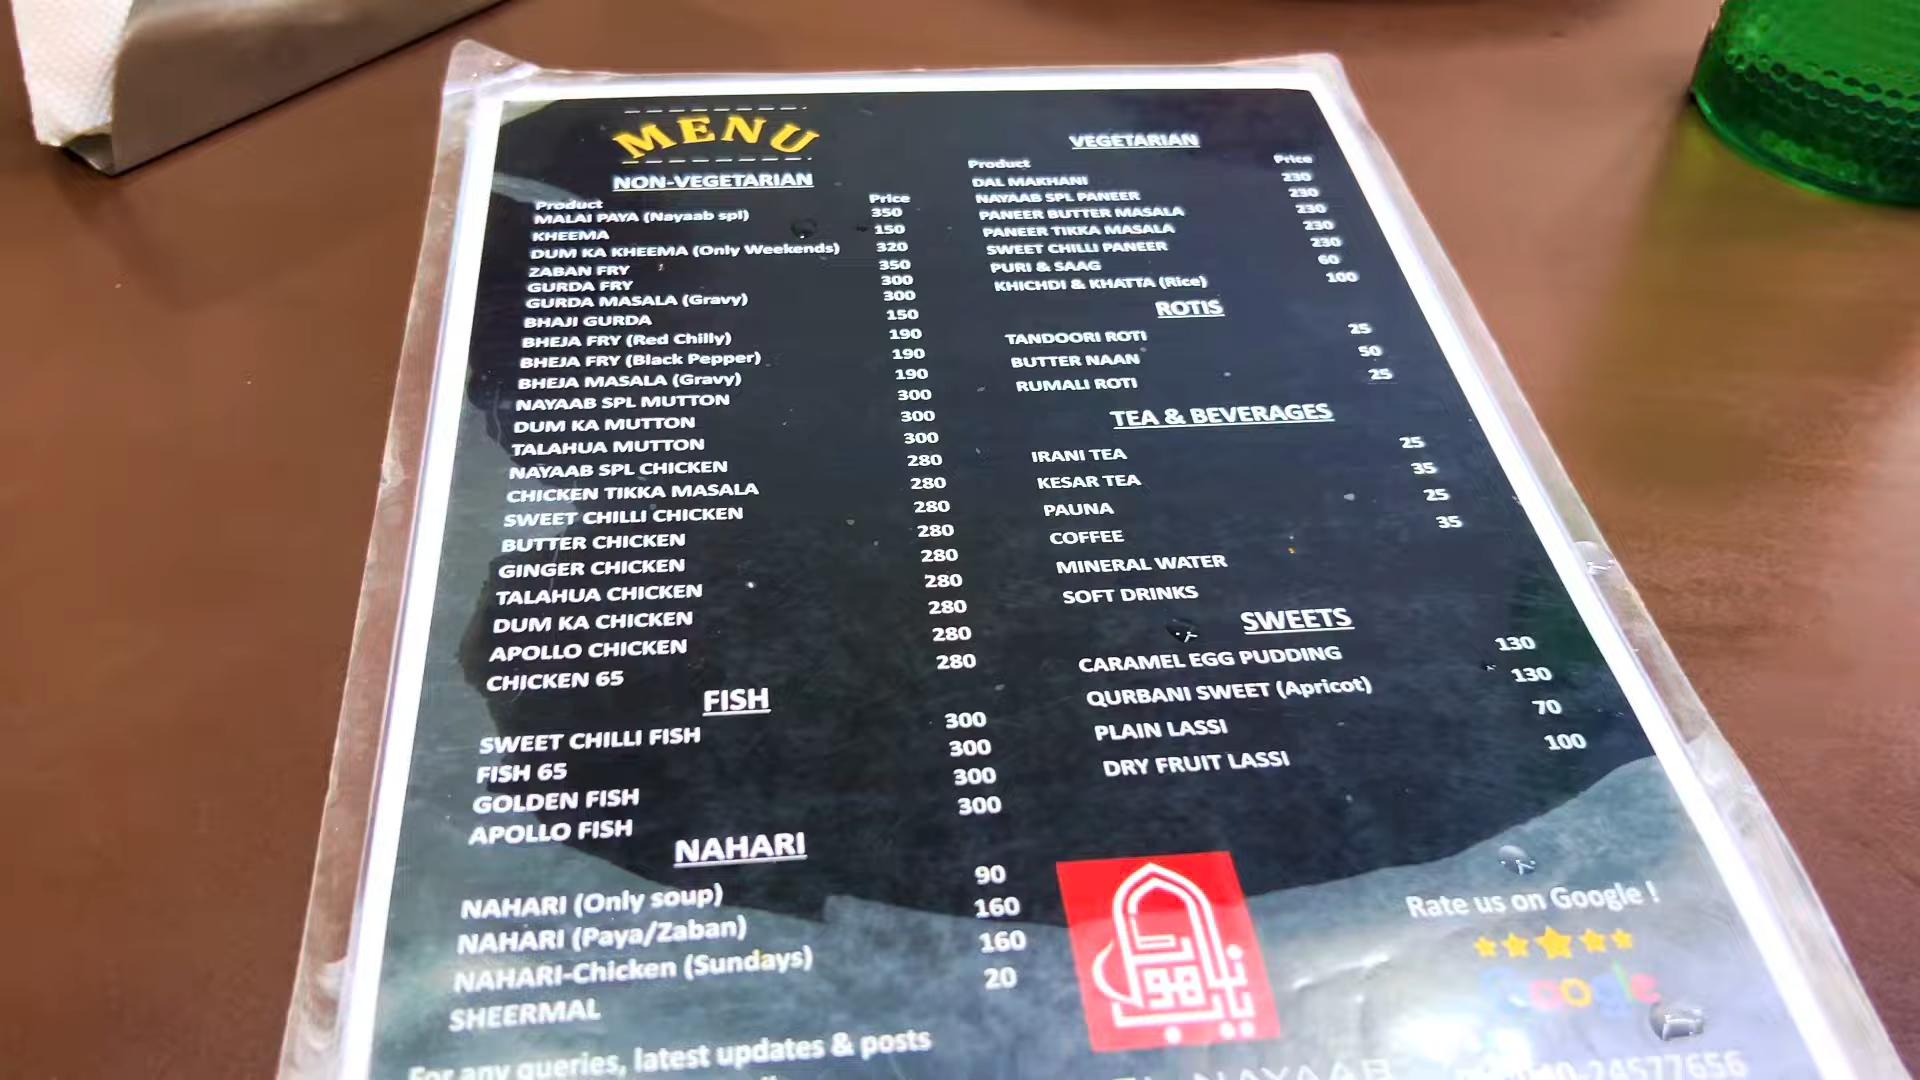 MENU
NON-VEGETARIAN
Product Price
MALAI PAYA (Nayaab spl) 350
KHEEMA 150
DUM KA KHEEMA (Only Weekends) 320
ZABAN FRY 350
GURDA FRY 300
GURDA MASALA (Gravy) 300
BHAJI GURDA 150
BHEJA FRY (Red Chilly) 190
BHEJA FRY (Black Pepper) 190
BHEJA MASALA (Gravy) 190
NAYAAB SPL MUTTON 300
DUM KA MUTTON 300
TALAHUA MUTTON 300
NAYAAB SPL CHICKEN 280
CHICKEN TIKKA MASALA 280
SWEET CHILLI CHICKEN 280
BUTTER CHICKEN 280
GINGER CHICKEN 280
TALAHUA CHICKEN 280
DUM KA CHICKEN 280
APOLLO CHICKEN 280
CHICKEN 65 280
FISH
SWEET CHILLI FISH 300
FISH 65 300
GOLDEN FISH 300
APOLLO FISH 300
NAHARI
NAHARI (Only soup) 90
NAHARI (Paya/Zaban) 160
NAHARI-Chicken (Sundays) 160
SHEERMAL 20
For any queries, latest updates & posts
VEGETARIAN
Product Price
DAL MAKHANI 230
NAYAAB SPL PANEER 230
PANEER BUTTER MASALA 230
PANEER TIKKA MASALA 230
SWEET CHILLI PANEER 230
PURI & SAAG 60
KHICHDI & KHATTA (Rice) 100
ROTIS
TANDOORI ROTI 25
BUTTER NAAN 50
RUMALI ROTI 25
TEA & BEVERAGES
IRANI TEA 25
KESAR TEA 35
PAUNA 25
COFFEE 35
MINERAL WATER
SOFT DRINKS
SWEETS
CARAMEL EGG PUDDING 130
QURBANI SWEET (Apricot) 130
PLAIN LASSI 70
DRY FRUIT LASSI 100
Rate us on Google !
Google
NAYAAB
040-24577656